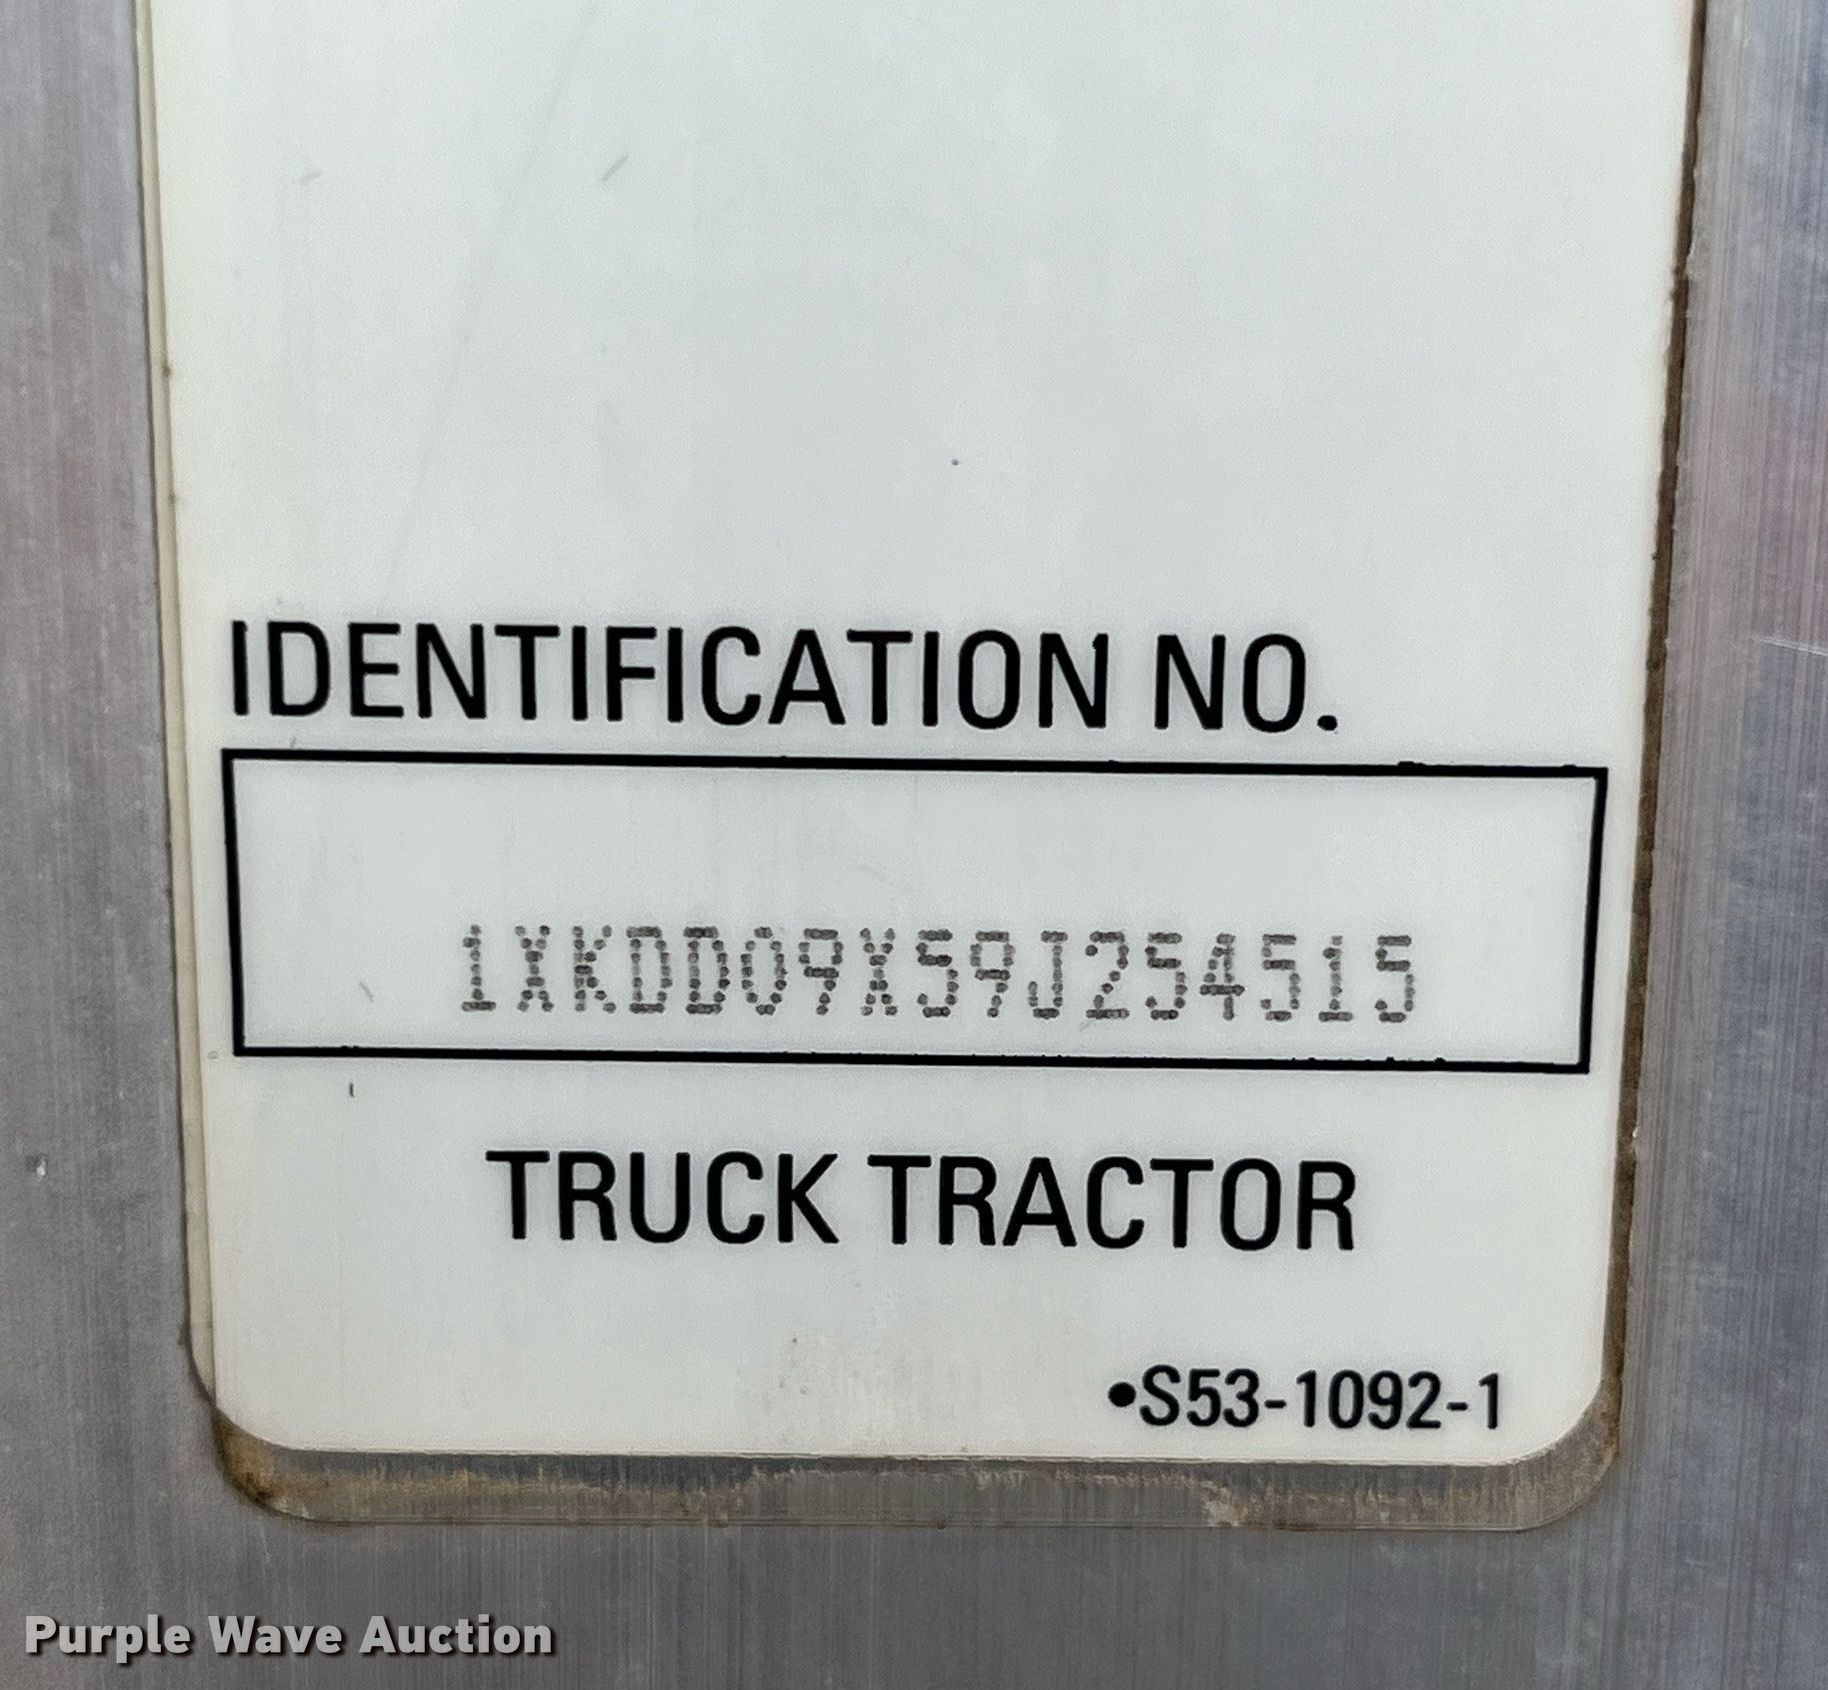 IDENTIFICATION NO.
1XKDD09X59J254515
TRUCK TRACTOR
•S53-1092-1
Purple Wave Auction